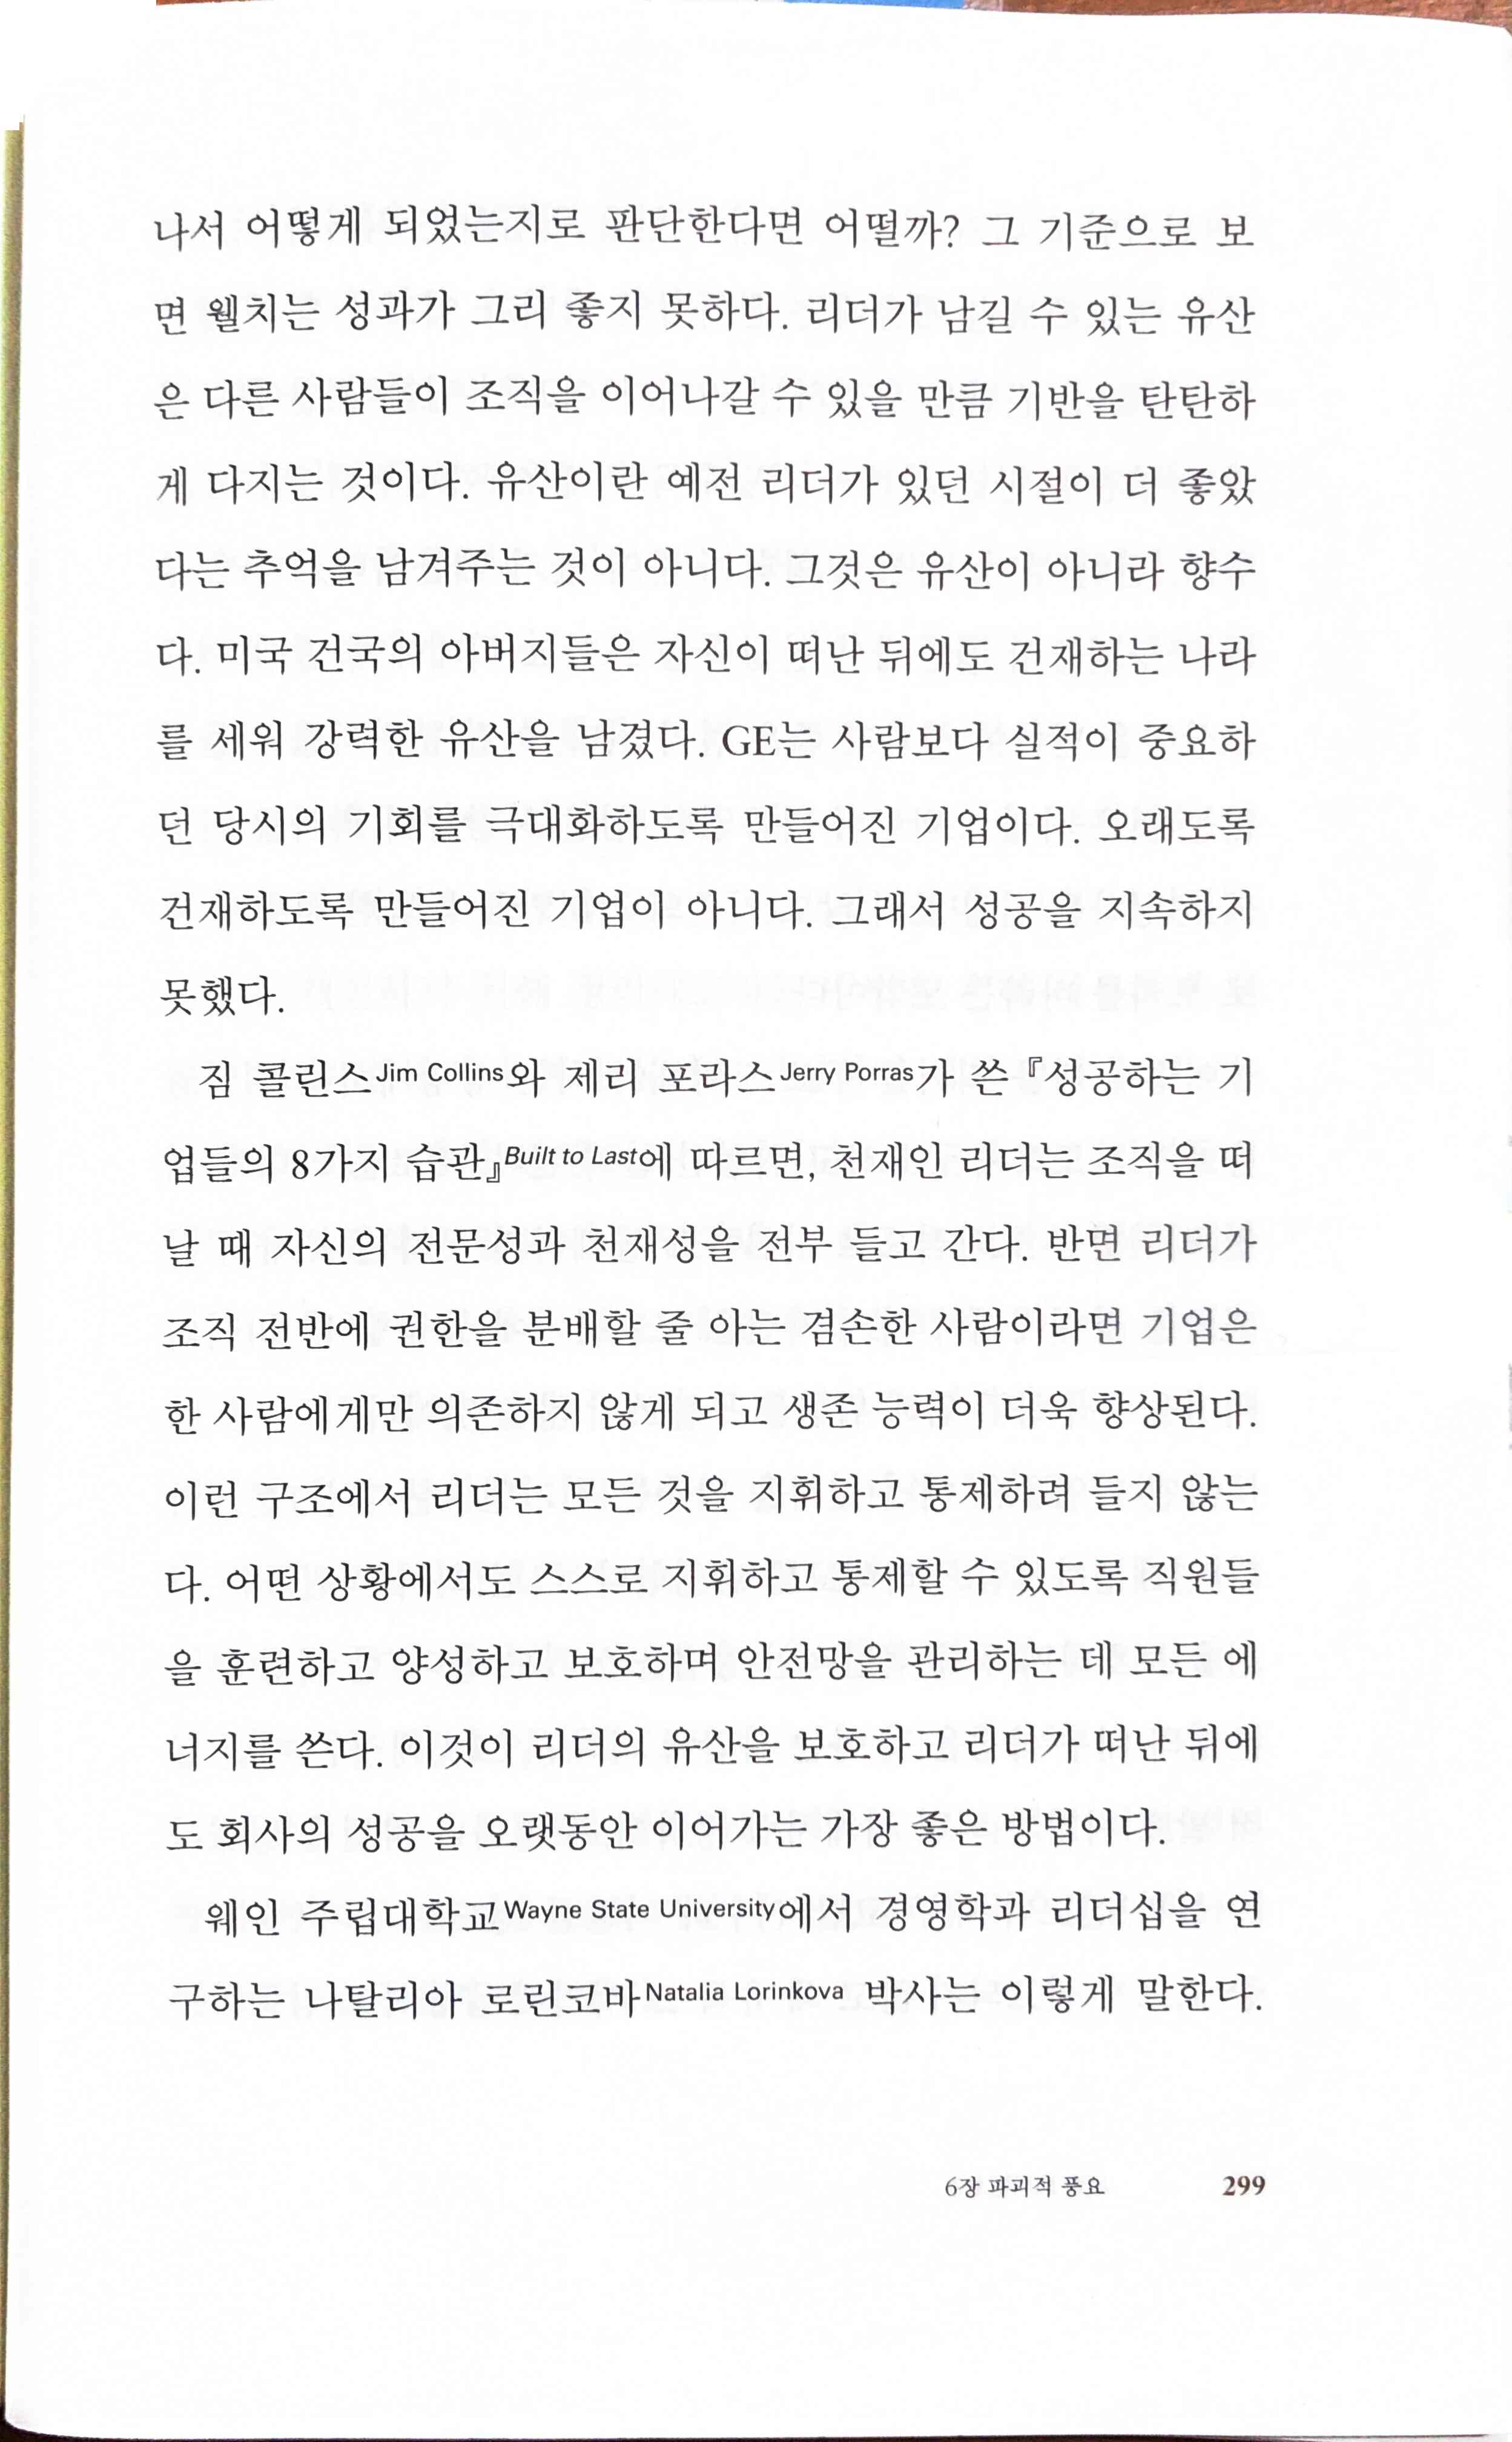 나서 어떻게 되었는지로 판단한다면 어떨까? 그 기준으로 보
면 웰치는 성과가 그리 좋지 못하다. 리더가 남길 수 있는 유산
은 다른 사람들이 조직을 이어나갈 수 있을 만큼 기반을 탄탄하
게 다지는 것이다. 유산이란 예전 리더가 있던 시절이 더 좋았
다는 추억을 남겨주는 것이 아니다. 그것은 유산이 아니라 향수
다. 미국 건국의 아버지들은 자신이 떠난 뒤에도 건재하는 나라
를 세워 강력한 유산을 남겼다. GE는 사람보다 실적이 중요하
던 당시의 기회를 극대화하도록 만들어진 기업이다. 오래도록
건재하도록 만들어진 기업이 아니다. 그래서 성공을 지속하지
못했다.
짐 콜린스Jim Collins와 제리 포라스Jerry Porras가 쓴 『성공하는 기
업들의 8가지 습관』Built to Last에 따르면, 천재인 리더는 조직을 떠
날 때 자신의 전문성과 천재성을 전부 들고 간다. 반면 리더가
조직 전반에 권한을 분배할 줄 아는 겸손한 사람이라면 기업은
한 사람에게만 의존하지 않게 되고 생존 능력이 더욱 향상된다.
이런 구조에서 리더는 모든 것을 지휘하고 통제하려 들지 않는
다. 어떤 상황에서도 스스로 지휘하고 통제할 수 있도록 직원들
을 훈련하고 양성하고 보호하며 안전망을 관리하는 데 모든 에
너지를 쓴다. 이것이 리더의 유산을 보호하고 리더가 떠난 뒤에
도 회사의 성공을 오랫동안 이어가는 가장 좋은 방법이다.
웨인 주립대학교Wayne State University에서 경영학과 리더십을 연
구하는 나탈리아 로린코바Natalia Lorinkova 박사는 이렇게 말한다.
6장 파괴적 풍요 299